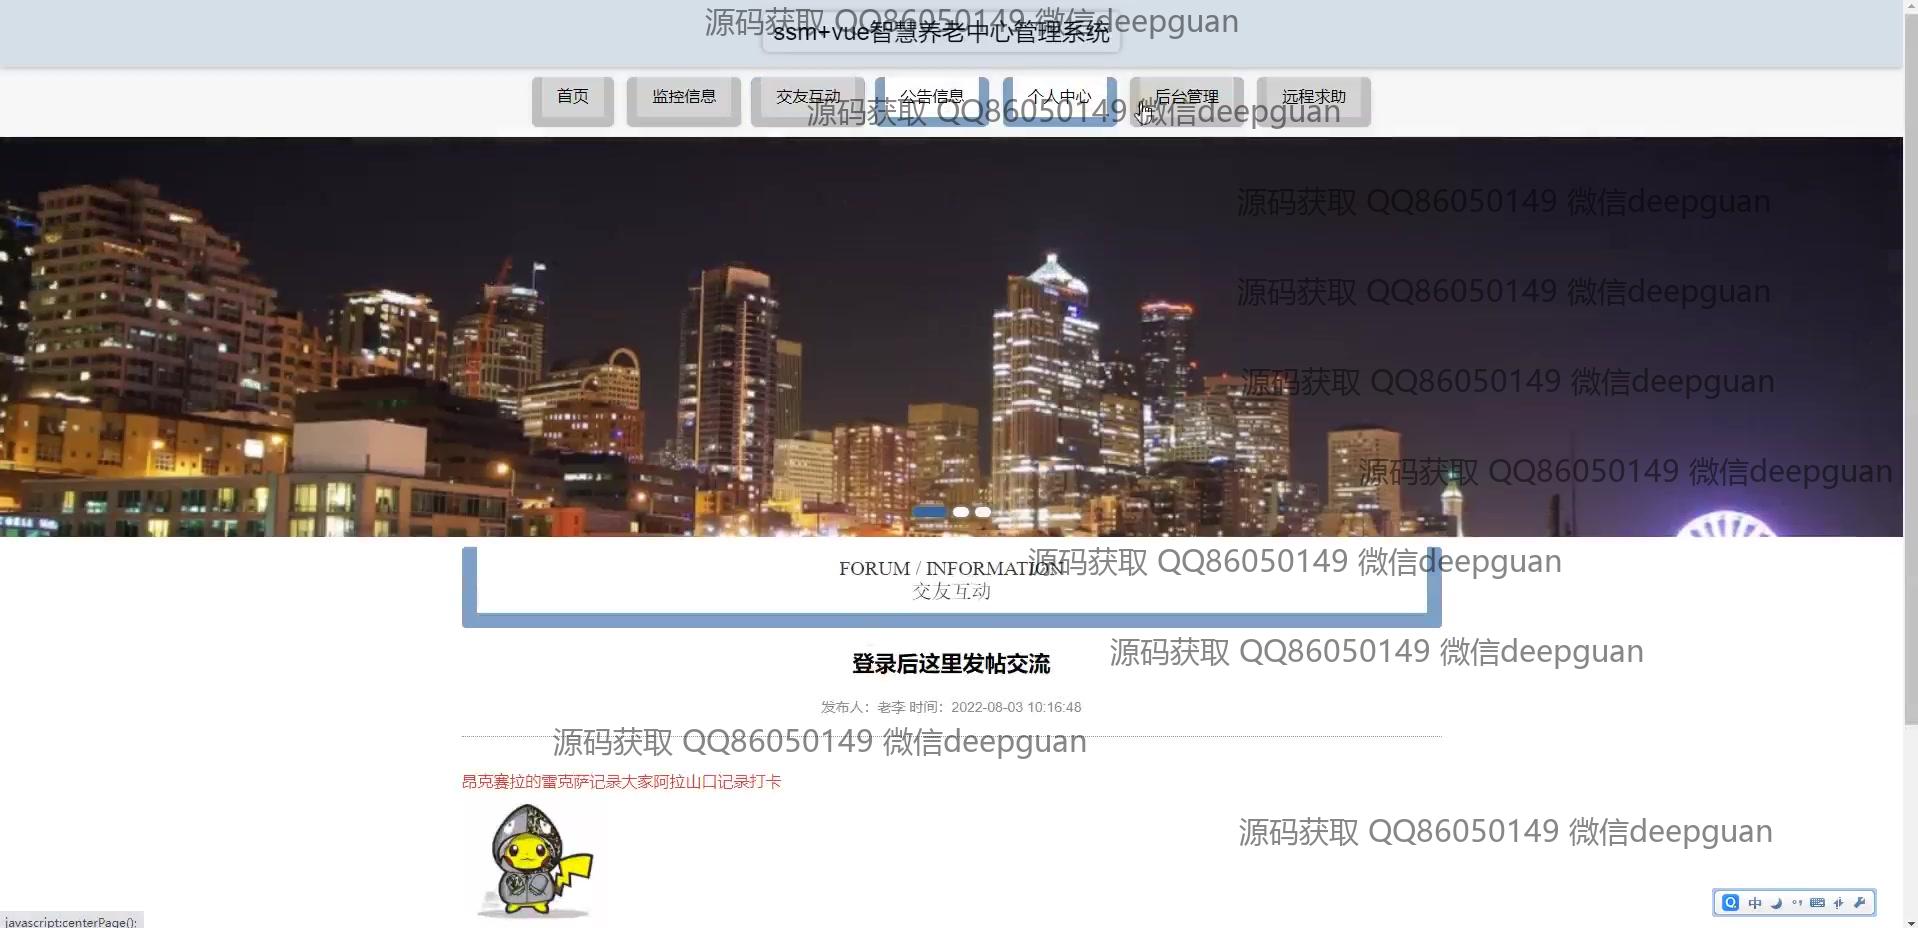 源码获取 QQ86050149 微信deepguan
ssm+vue智慧养老中心管理系统
首页 监控信息 交友互动 公告信息 个人中心 后台管理 远程求助
源码获取 QQ86050149 微信deepguan
源码获取 QQ86050149 微信deepguan
源码获取 QQ86050149 微信deepguan
源码获取 QQ86050149 微信deepguan
源码获取 QQ86050149 微信deepguan
源码获取 QQ86050149 微信deepguan
FORUM / INFORMATION
交友互动
源码获取 QQ86050149 微信deepguan
登录后这里发帖交流
发布人：老李 时间：2022-08-03 10:16:48
源码获取 QQ86050149 微信deepguan
昂克赛拉的雷克萨记录大家阿拉山口记录打卡
源码获取 QQ86050149 微信deepguan
中
javascript:centerPage();